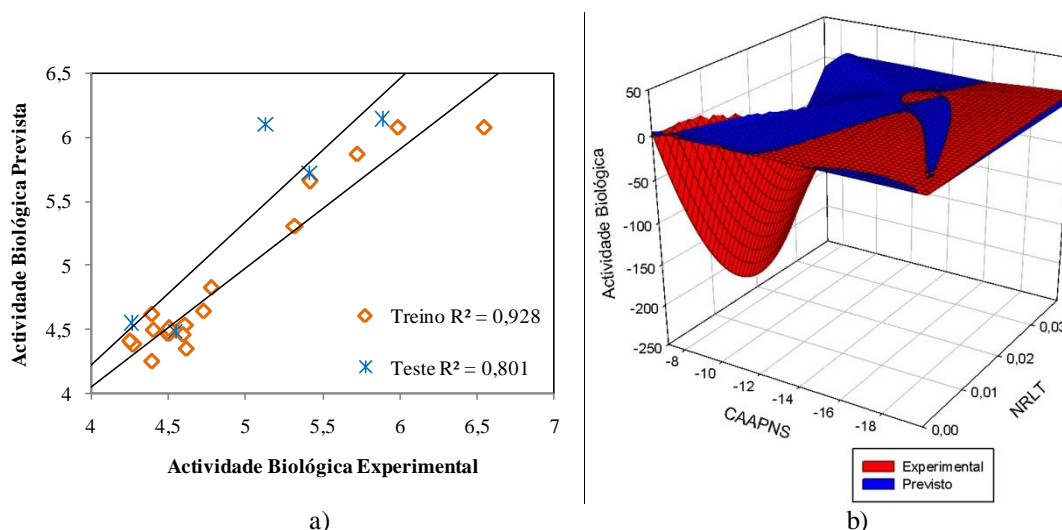 6,5
6
5,5
5
4,5
4
Actividade Biológica Prevista
Treino R² = 0,928
Teste R² = 0,801
4 4,5 5 5,5 6 6,5 7
Actividade Biológica Experimental
a)
50
0
-50
-100
-150
-200
-250
Actividade Biológica
-8 -10 -12 -14 -16 -18
CAAPNS
0,00 0,01 0,02 0,03
NRLT
Experimental
Previsto
b)